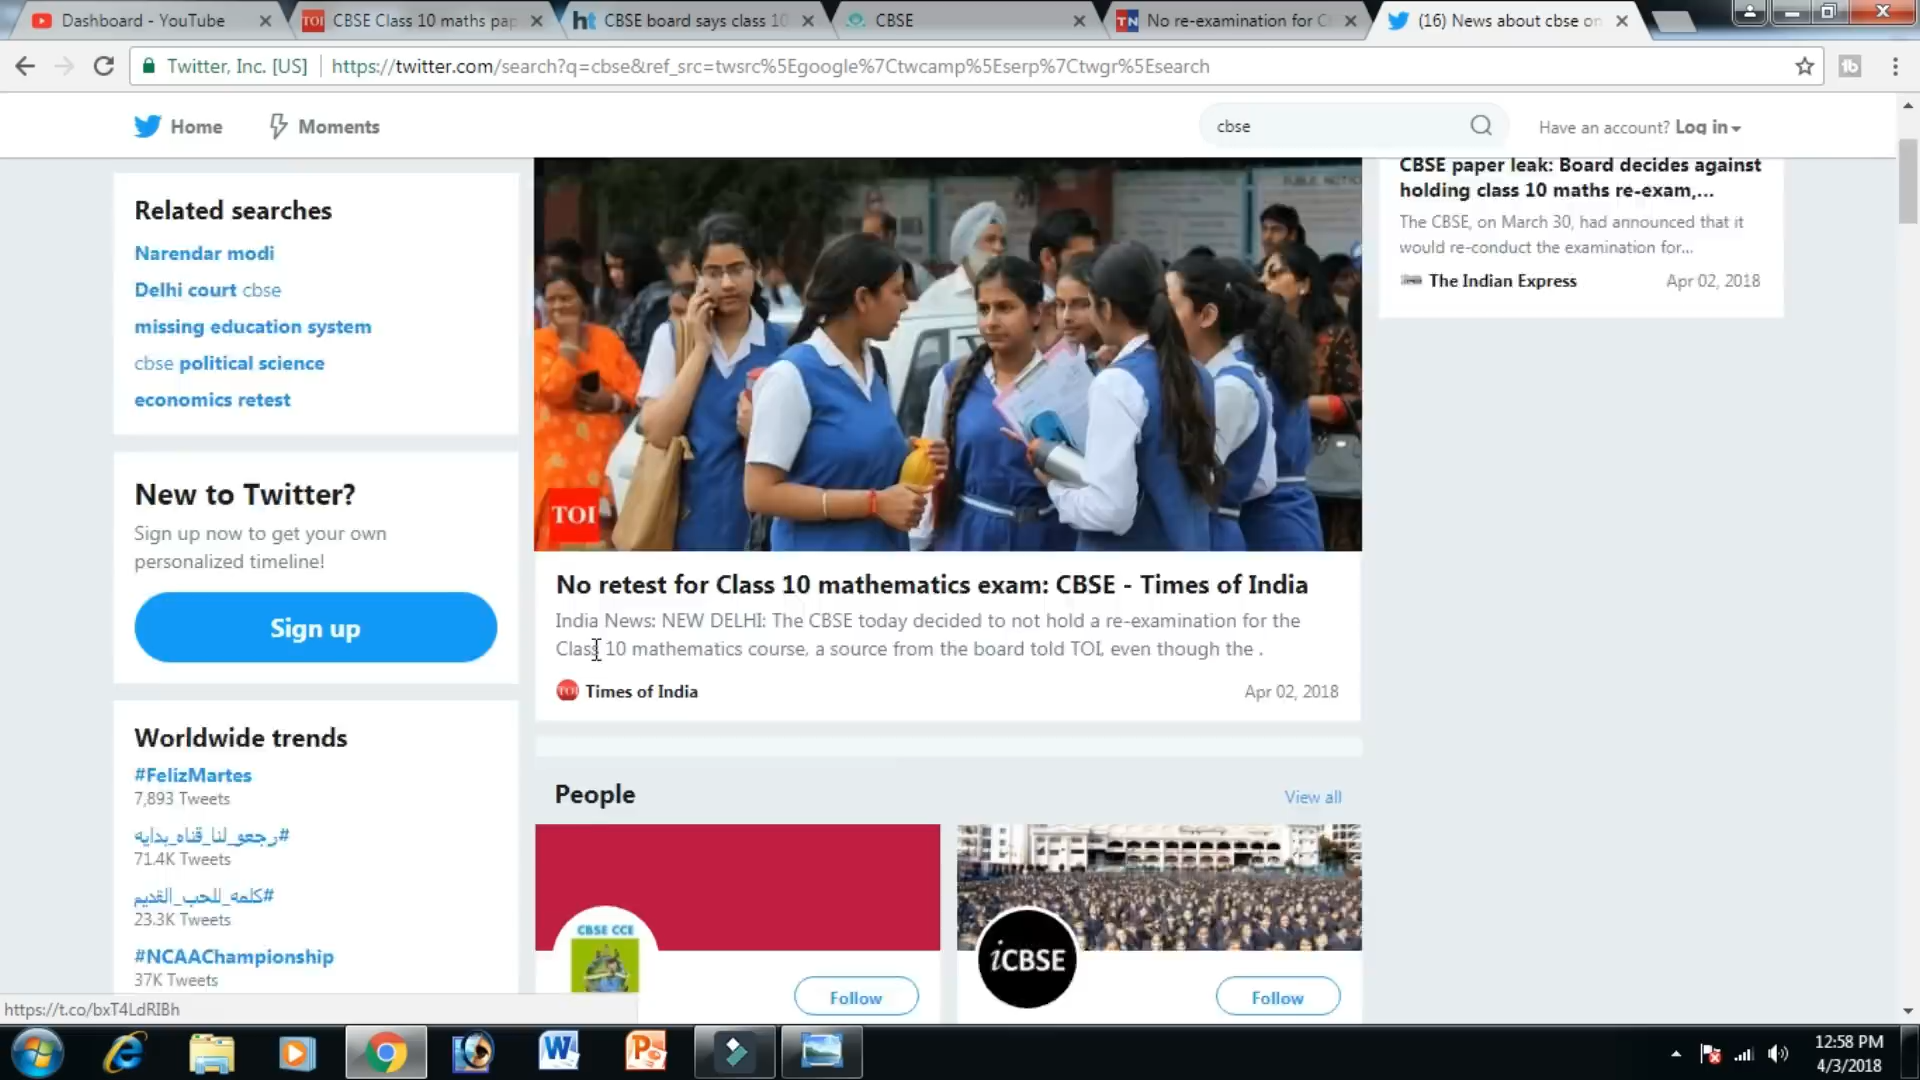 Dashboard - YouTube
TOI CBSE Class 10 maths pap
ht CBSE board says class 10
CBSE
TN No re-examination for C
(16) News about cbse on
Twitter, Inc. [US] https://twitter.com/search?q=cbse&ref_src=twsrc%5Egoogle%7Ctwcamp%5Eserp%7Ctwgr%5Esearch
Home
Moments
cbse
Have an account? Log in
Related searches
Narendar modi
Delhi court cbse
missing education system
cbse political science
economics retest
New to Twitter?
Sign up now to get your own
personalized timeline!
Sign up
Worldwide trends
#FelizMartes
7,893 Tweets
#رجعو_لنا_قناه_بدايه
71.4K Tweets
#كلمه_للحب_القديم
23.3K Tweets
#NCAAChampionship
37K Tweets
PUBLIC NOTICE
TOI
No retest for Class 10 mathematics exam: CBSE - Times of India
India News: NEW DELHI: The CBSE today decided to not hold a re-examination for the
Class 10 mathematics course, a source from the board told TOI, even though the .
TOI Times of India
Apr 02, 2018
People
View all
CBSE CCE
Follow
iCBSE
Follow
CBSE paper leak: Board decides against
holding class 10 maths re-exam,...
The CBSE, on March 30, had announced that it
would re-conduct the examination for...
The Indian Express
Apr 02, 2018
https://t.co/bxT4LdRIBh
12:58 PM
4/3/2018